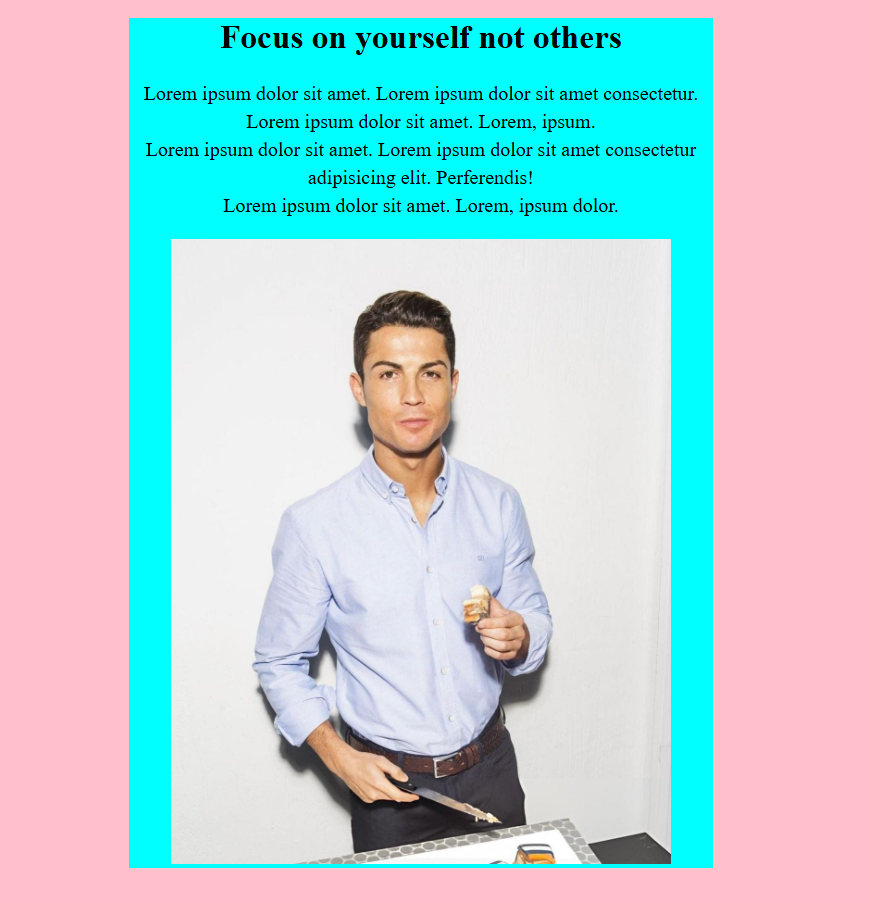 Focus on yourself not others
Lorem ipsum dolor sit amet. Lorem ipsum dolor sit amet consectetur.
Lorem ipsum dolor sit amet. Lorem, ipsum.
Lorem ipsum dolor sit amet. Lorem ipsum dolor sit amet consectetur
adipisicing elit. Perferendis!
Lorem ipsum dolor sit amet. Lorem, ipsum dolor.